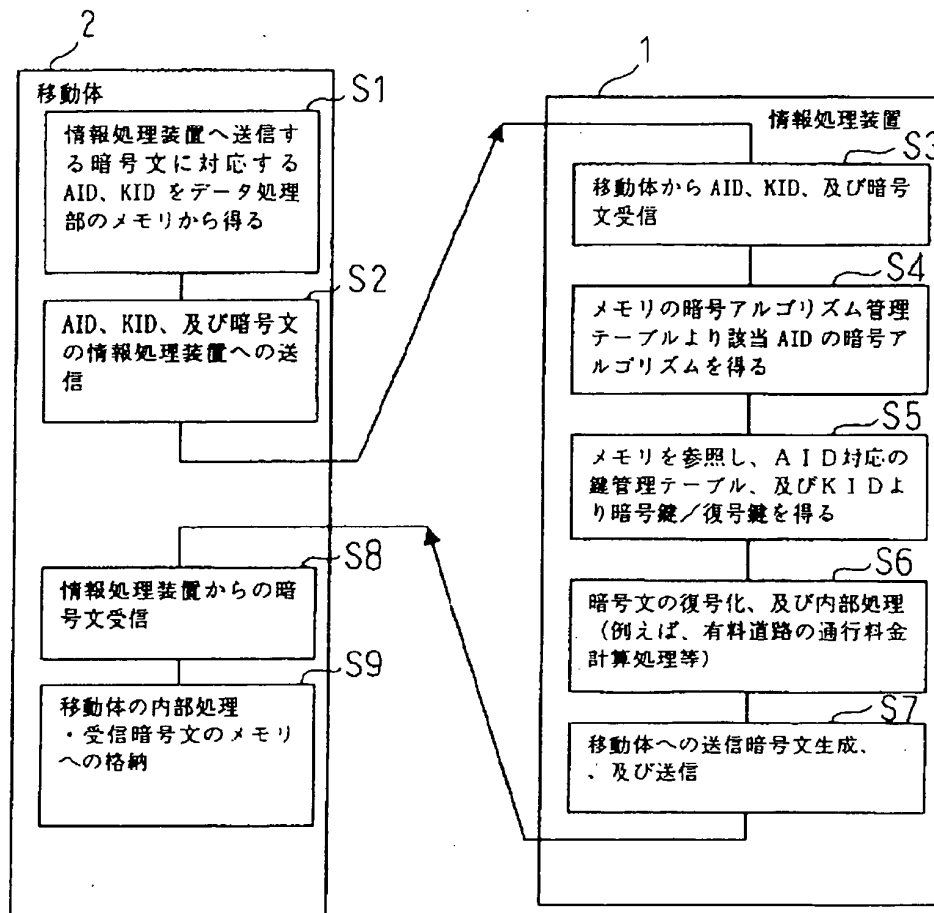 2
移動体
S1
情報処理装置へ送信す
る暗号文に対応する
AID、KID をデータ処理
部のメモリから得る
S2
AID、KID、及び暗号文
の情報処理装置への送
信
S8
情報処理装置からの暗
号文受信
S9
移動体の内部処理
・受信暗号文のメモリ
への格納
1
情報処理装置
S3
移動体から AID、KID、及び暗号
文受信
S4
メモリの暗号アルゴリズム管理
テーブルより該当 AID の暗号ア
ルゴリズムを得る
S5
メモリを参照し、ＡＩＤ対応の
鍵管理テーブル、及びＫＩＤよ
り暗号鍵／復号鍵を得る
S6
暗号文の復号化、及び内部処理
（例えば、有料道路の通行料金
計算処理等）
S7
移動体への送信暗号文生成、
、及び送信